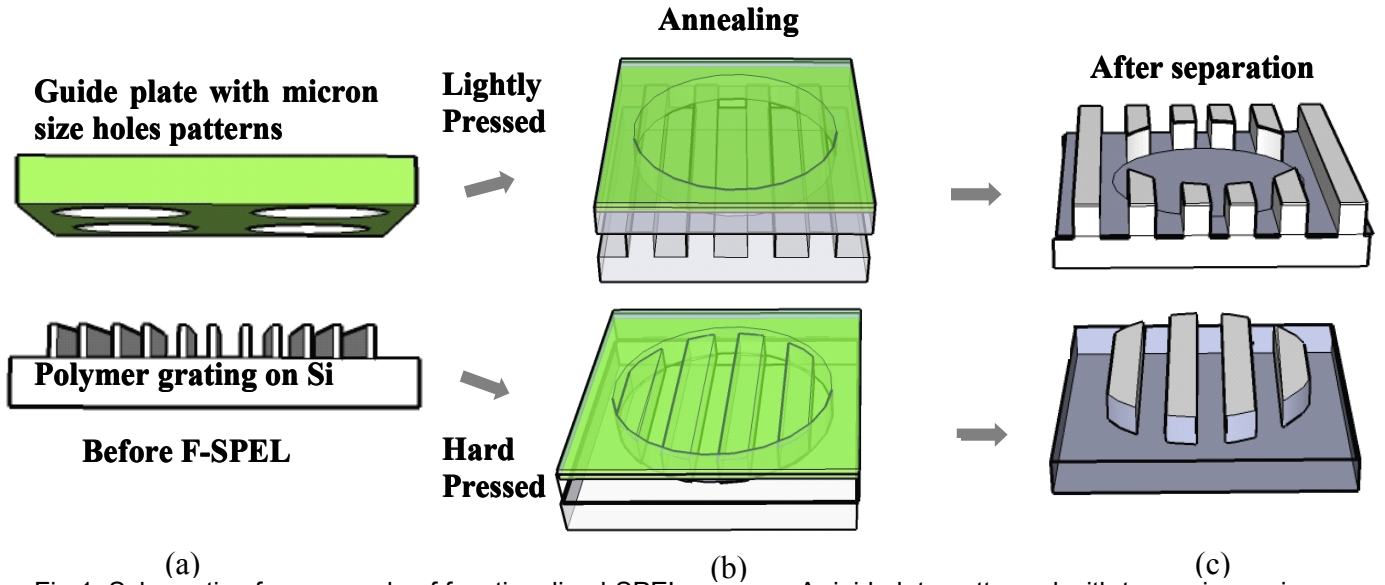 Annealing
Guide plate with micron
size holes patterns
Lightly
Pressed
After separation
Polymer grating on Si
Before F-SPEL
Hard
Pressed
(a)
(b)
(c)